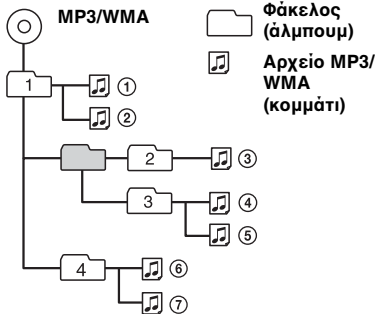 MP3/WMA
Φάκελος
(άλμπουμ)
Αρχείο MP3/
WMA
(κομμάτι)
1
①
②
2
③
3
④
⑤
4
⑥
⑦